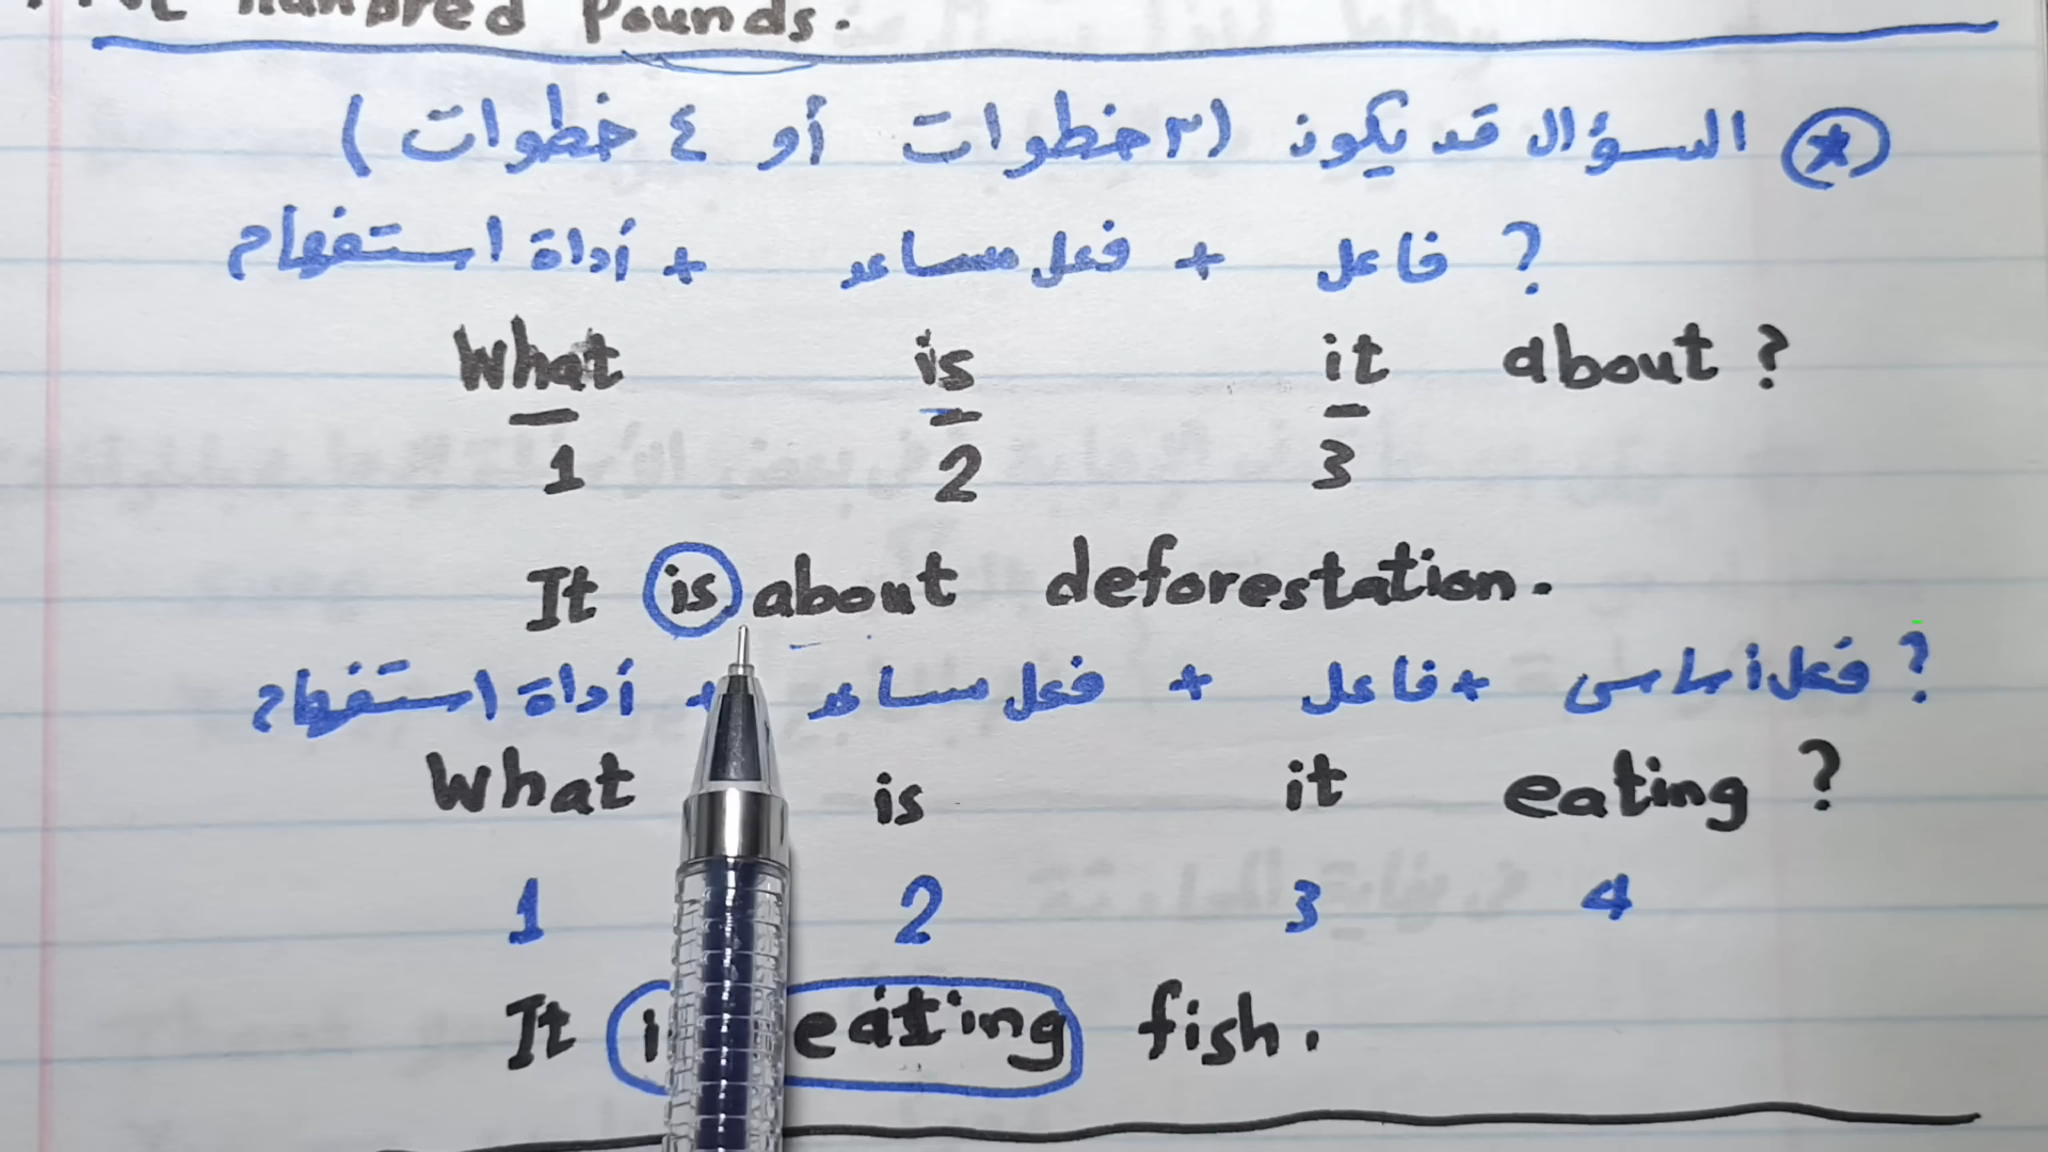 hundred Pounds.
* السؤال قد يكون (٣ خطوات أو ٤ خطوات)
أداة استفهام + فعل مساعد + فاعل ?
What is it about ?
1 2 3
It is about deforestation.
أداة استفهام + فعل مساعد + فاعل + فعل أساسى ?
What is it eating ?
1 2 3 4
It eating fish.